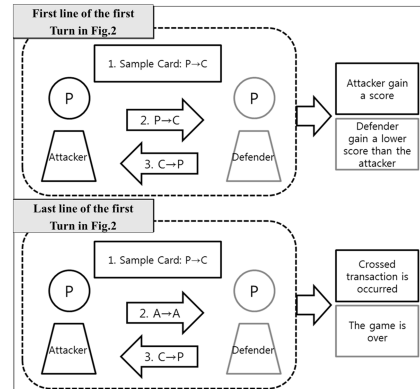 First line of the first
Turn in Fig.2
1. Sample Card: P→C
P
P
2. P→C
3. C→P
Attacker
Defender
Attacker gain
a score
Defender
gain a lower
score than the
attacker
Last line of the first
Turn in Fig.2
1. Sample Card: P→C
P
P
2. A→A
3. C→P
Attacker
Defender
Crossed
transaction is
occurred
The game is
over